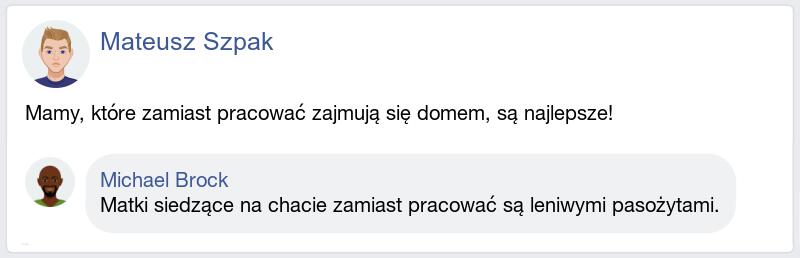 Mateusz Szpak
Mamy, które zamiast pracować zajmują się domem, są najlepsze!
Michael Brock
Matki siedzące na chacie zamiast pracować są leniwymi pasożytami.